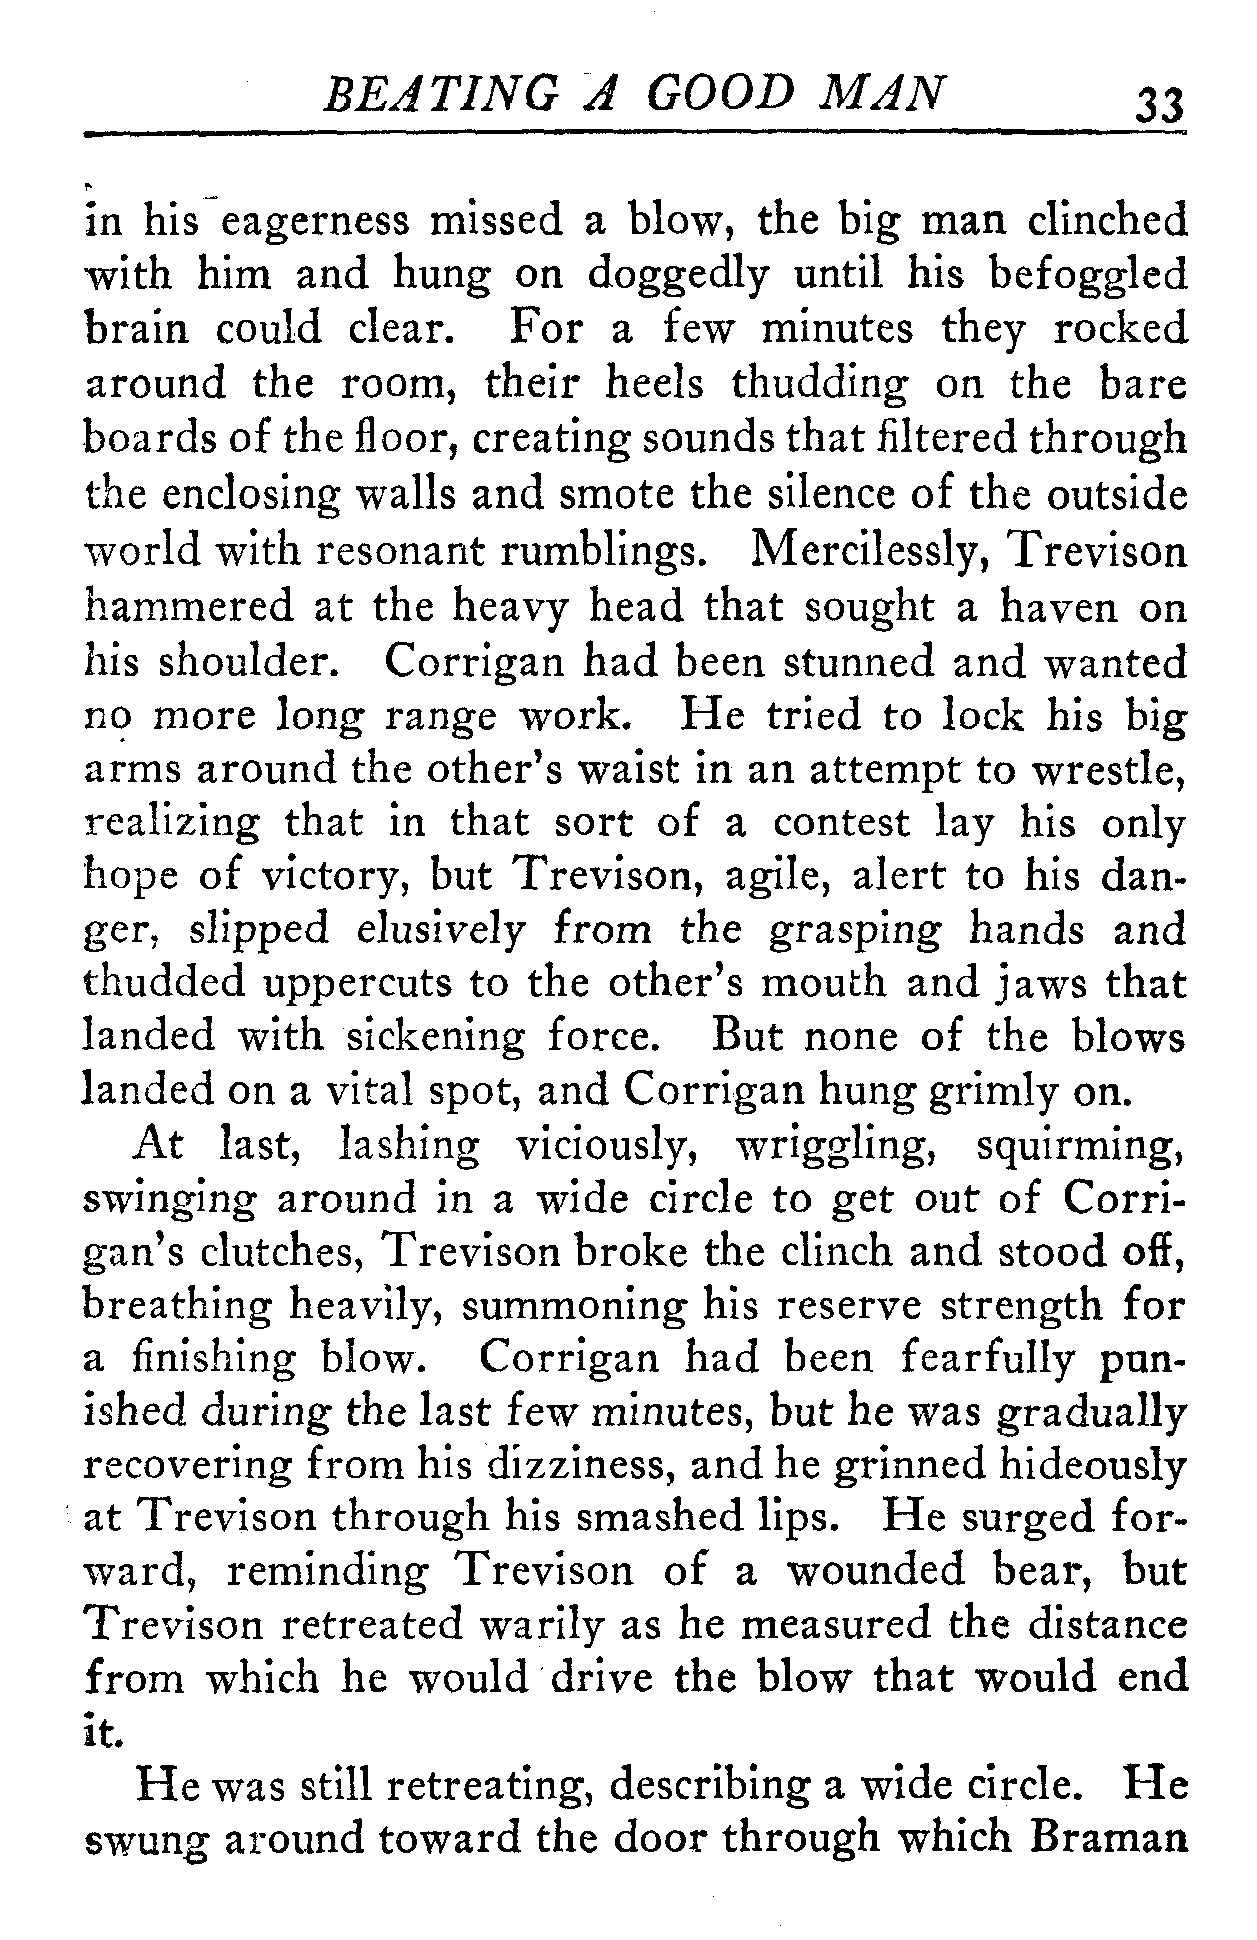 BEATING A GOOD MAN 33
in his eagerness missed a blow, the big man clinched
with him and hung on doggedly until his befoggled
brain could clear. For a few minutes they rocked
around the room, their heels thudding on the bare
boards of the floor, creating sounds that filtered through
the enclosing walls and smote the silence of the outside
world with resonant rumblings. Mercilessly, Trevison
hammered at the heavy head that sought a haven on
his shoulder. Corrigan had been stunned and wanted
no more long range work. He tried to lock his big
arms around the other's waist in an attempt to wrestle,
realizing that in that sort of a contest lay his only
hope of victory, but Trevison, agile, alert to his dan-
ger, slipped elusively from the grasping hands and
thudded uppercuts to the other's mouth and jaws that
landed with sickening force. But none of the blows
landed on a vital spot, and Corrigan hung grimly on.
At last, lashing viciously, wriggling, squirming,
swinging around in a wide circle to get out of Corri-
gan's clutches, Trevison broke the clinch and stood off,
breathing heavily, summoning his reserve strength for
a finishing blow. Corrigan had been fearfully pun-
ished during the last few minutes, but he was gradually
recovering from his dizziness, and he grinned hideously
at Trevison through his smashed lips. He surged for-
ward, reminding Trevison of a wounded bear, but
Trevison retreated warily as he measured the distance
from which he would drive the blow that would end
it.
He was still retreating, describing a wide circle. He
swung around toward the door through which Braman